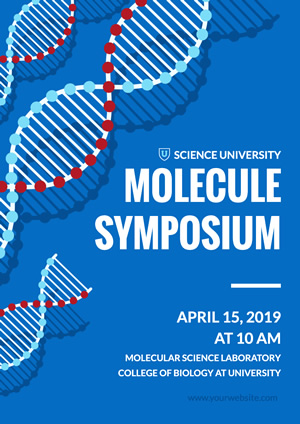 SCIENCE UNIVERSITY
MOLECULE
SYMPOSIUM
APRIL 15, 2019
AT 10 AM
MOLECULAR SCIENCE LABORATORY
COLLEGE OF BIOLOGY AT UNIVERSITY
www.yourwebsite.com